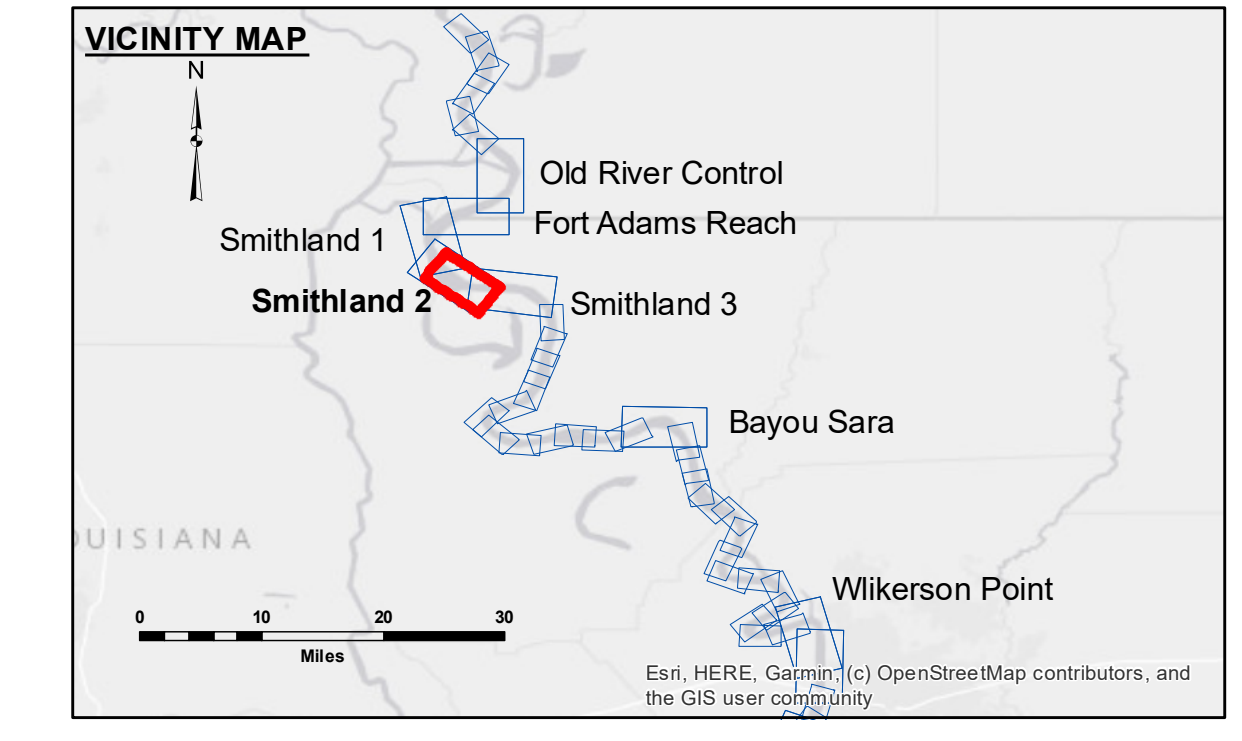 VICINITY MAP
N
Old River Control
Fort Adams Reach
Smithland 1
Smithland 2
Smithland 3
Bayou Sara
OUISIANA
Wlikerson Point
0 10 20 30
Miles
Esri, HERE, Garmin, (c) OpenStreetMap contributors, and
the GIS user community